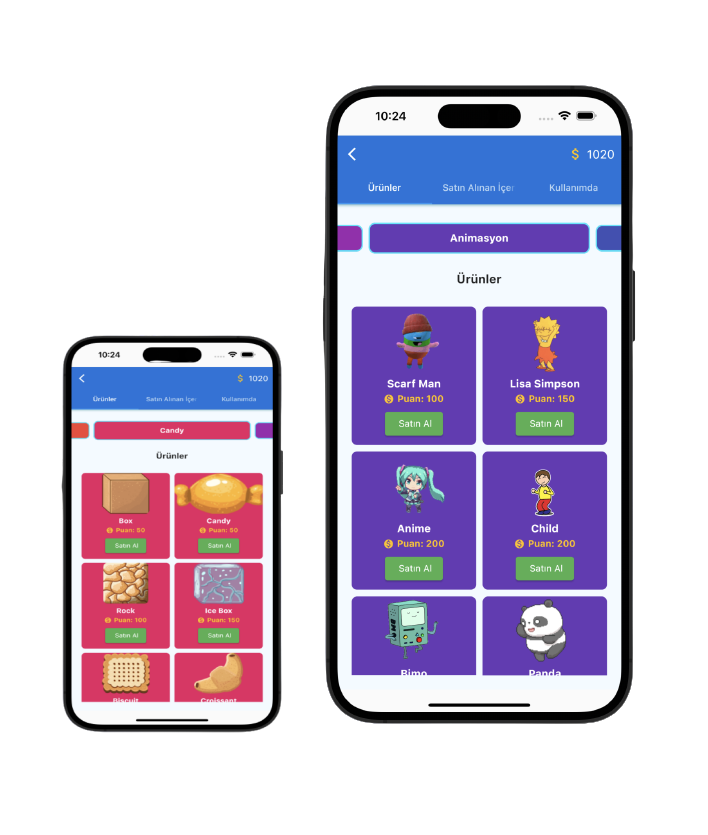 10:24
$ 1020
Ürünler Satın Alınan İçer Kullanımda
Candy
Ürünler
Box Candy
Puan: 50 Puan: 50
Satın Al Satın Al
Rock Ice Box
Puan: 100 Puan: 150
Satın Al Satın Al
Biscuit Croissant
10:24
$ 1020
Ürünler Satın Alınan İçer Kullanımda
Animasyon
Ürünler
Scarf Man Lisa Simpson
Puan: 100 Puan: 150
Satın Al Satın Al
Anime Child
Puan: 200 Puan: 200
Satın Al Satın Al
Bimo Panda